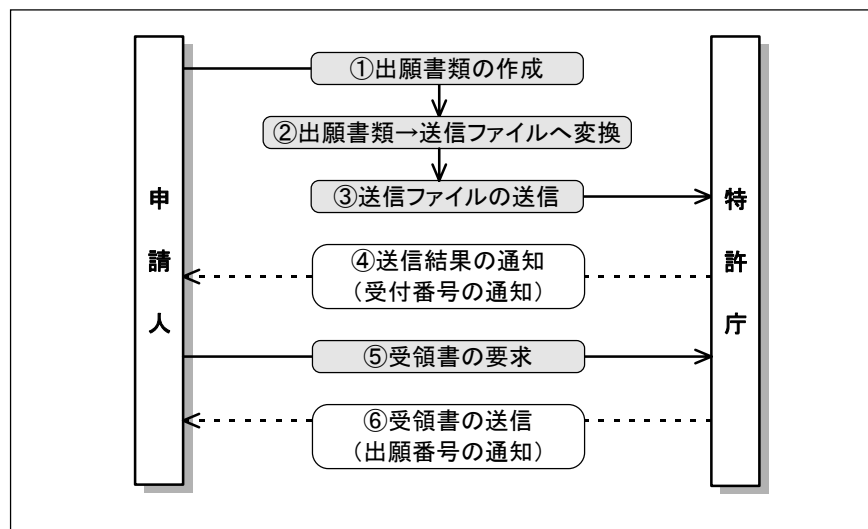 ①出願書類の作成
②出願書類→送信ファイルへ変換
③送信ファイルの送信
申請人
特許庁
④送信結果の通知
（受付番号の通知）
⑤受領書の要求
⑥受領書の送信
（出願番号の通知）